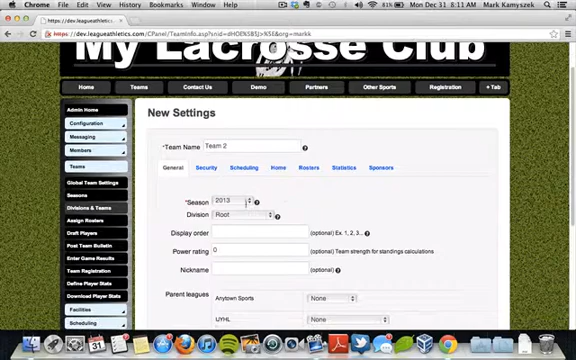 Chrome File Edit View History Bookmarks Window Help
81% Mon Dec 31 8:11 AM Mark Kamyszek
https://dev.leagueathletics.c
My Lacrosse Club
Home Teams Contact Us Demo Partners Other Sports Registration + Tab
Admin Home
Configuration
Messaging
Members
Teams
Global Team Settings
Seasons
Divisions & Teams
Assign Rosters
Draft Players
Post Team Bulletin
Enter Game Results
Team Registration
Define Player Stats
Download Player Stats
Facilities
Scheduling
New Settings
*Team Name Team 2
General Security Scheduling Home Rosters Statistics Sponsors
*Season 2013
Division Root
Display order (optional) Ex. 1, 2, 3...
Power rating 0 (optional) Team strength for standings calculations
Nickname (optional)
Parent leagues
Anytown Sports None
UYHL None